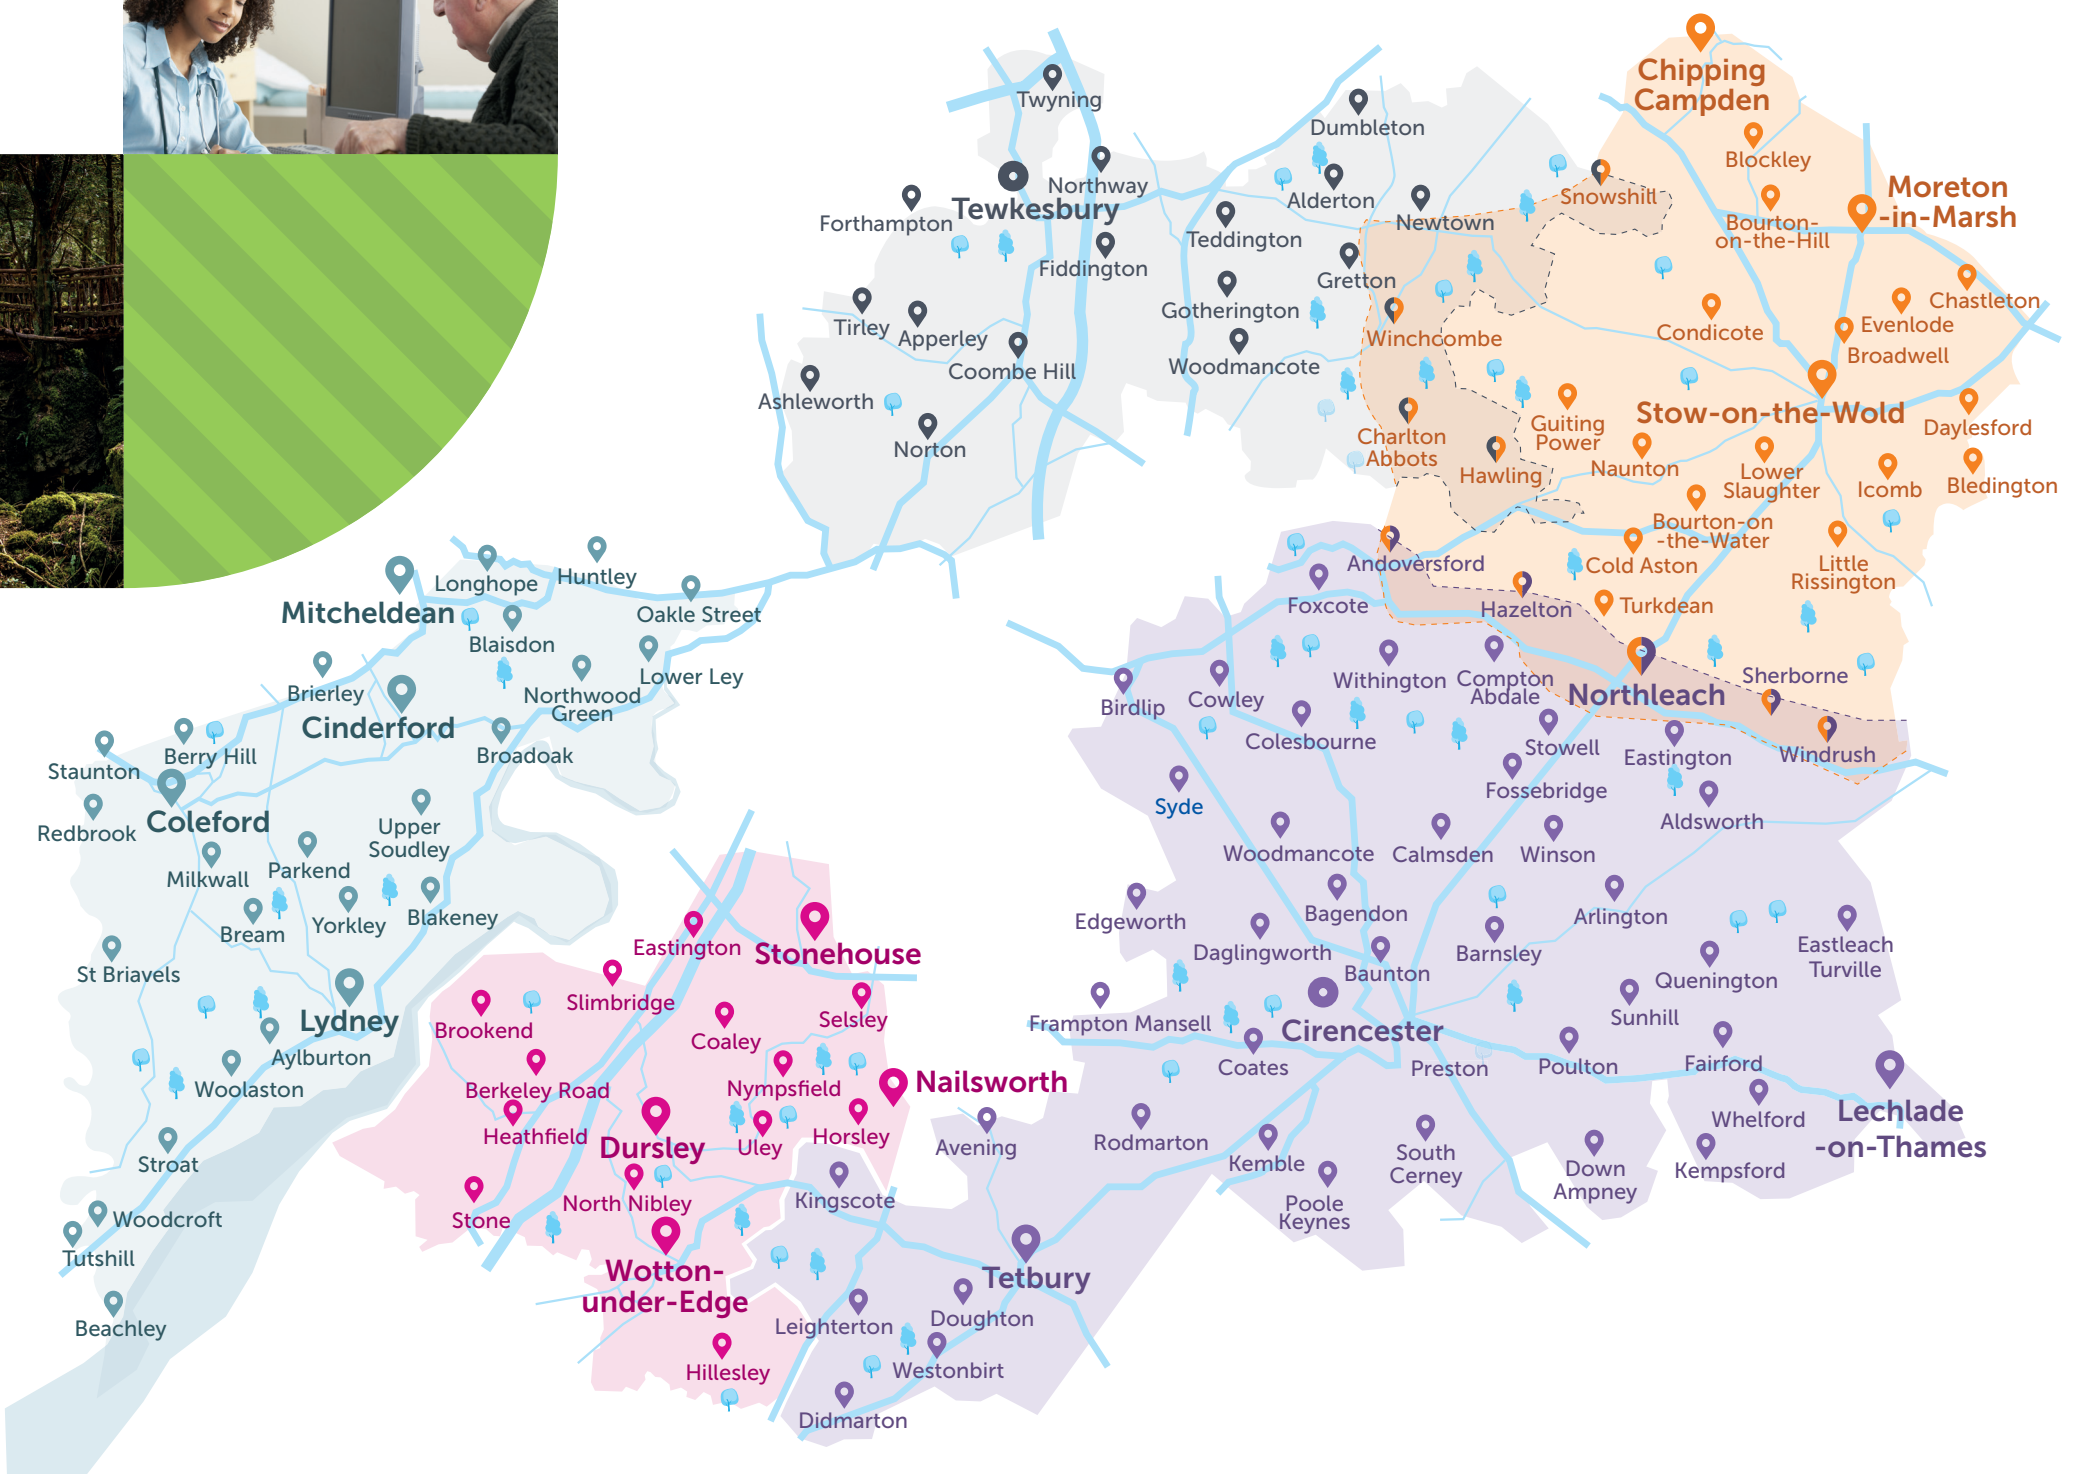 Chipping
Campden
Twyning
Dumbleton
Blockley
Northway
Tewkesbury
Forthampton
Alderton
Newtown
Snowshill
Moreton
-in-Marsh
Bourton-
on-the-Hill
Teddington
Fiddington
Gretton
Gotherington
Winchcombe
Woodmancote
Chastleton
Evenlode
Condicote
Broadwell
Tirley
Apperley
Coombe Hill
Ashleworth
Norton
Stow-on-the-Wold
Guiting
Power
Charlton
Abbots
Hawling
Naunton
Lower
Slaughter
Daylesford
Icomb
Bledington
Bourton-on
-the-Water
Cold Aston
Little
Rissington
Turkdean
Andoversford
Hazelton
Northleach
Sherborne
Windrush
Longhope
Huntley
Mitcheldean
Oakle Street
Blaisdon
Lower Ley
Brierley
Northwood
Green
Cinderford
Broadoak
Berry Hill
Staunton
Redbrook
Coleford
Upper
Soudley
Milkwall
Parkend
Bream
Yorkley
Blakeney
St Briavels
Lydney
Aylburton
Woolaston
Stroat
Woodcroft
Tutshill
Beachley
Eastington
Stonehouse
Slimbridge
Brookend
Selsley
Coaley
Berkeley Road
Nympsfield
Nailsworth
Heathfield
Dursley
Uley
Horsley
North Nibley
Stone
Wotton-
under-Edge
Hillesley
Foxcote
Withington
Compton
Abdale
Birdlip
Cowley
Colesbourne
Stowell
Eastington
Fossebridge
Syde
Aldsworth
Woodmancote
Calmsden
Winson
Edgeworth
Bagendon
Arlington
Daglingworth
Baunton
Barnsley
Eastleach
Turville
Quenington
Frampton Mansell
Cirencester
Sunhill
Coates
Preston
Poulton
Fairford
Whelford
Lechlade
-on-Thames
Avening
Rodmarton
Kemble
South
Cerney
Down
Ampney
Kempsford
Kingscote
Poole
Keynes
Tetbury
Leighterton
Doughton
Westonbirt
Didmarton